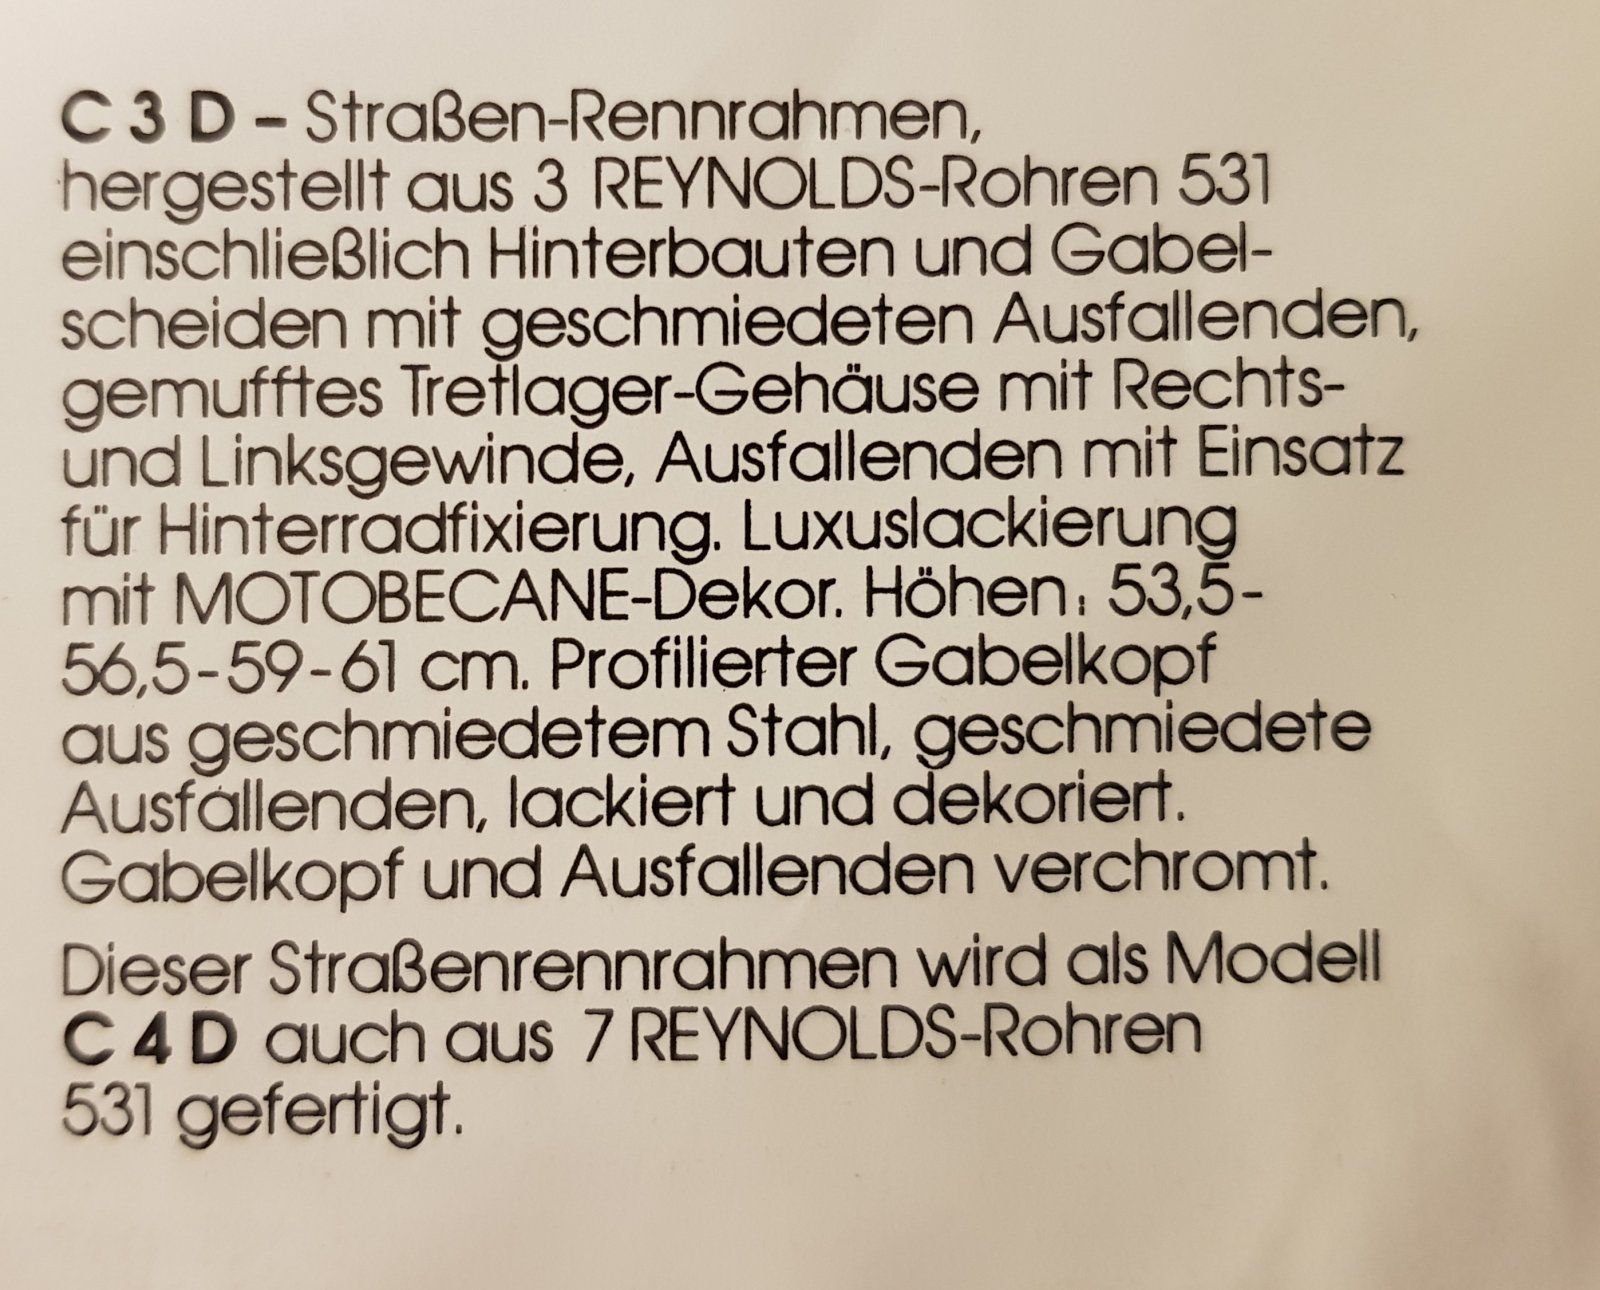 C 3 D – Straßen-Rennrahmen,
hergestellt aus 3 REYNOLDS-Rohren 531
einschließlich Hinterbauten und Gabel-
scheiden mit geschmiedeten Ausfallenden,
gemufftes Tretlager-Gehäuse mit Rechts-
und Linksgewinde, Ausfallenden mit Einsatz
für Hinterradfixierung. Luxuslackierung
mit MOTOBECANE-Dekor. Höhen: 53,5-
56,5-59-61 cm. Profilierter Gabelkopf
aus geschmiedetem Stahl, geschmiedete
Ausfallenden, lackiert und dekoriert.
Gabelkopf und Ausfallenden verchromt.
Dieser Straßenrennrahmen wird als Modell
C 4 D auch aus 7 REYNOLDS-Rohren
531 gefertigt.